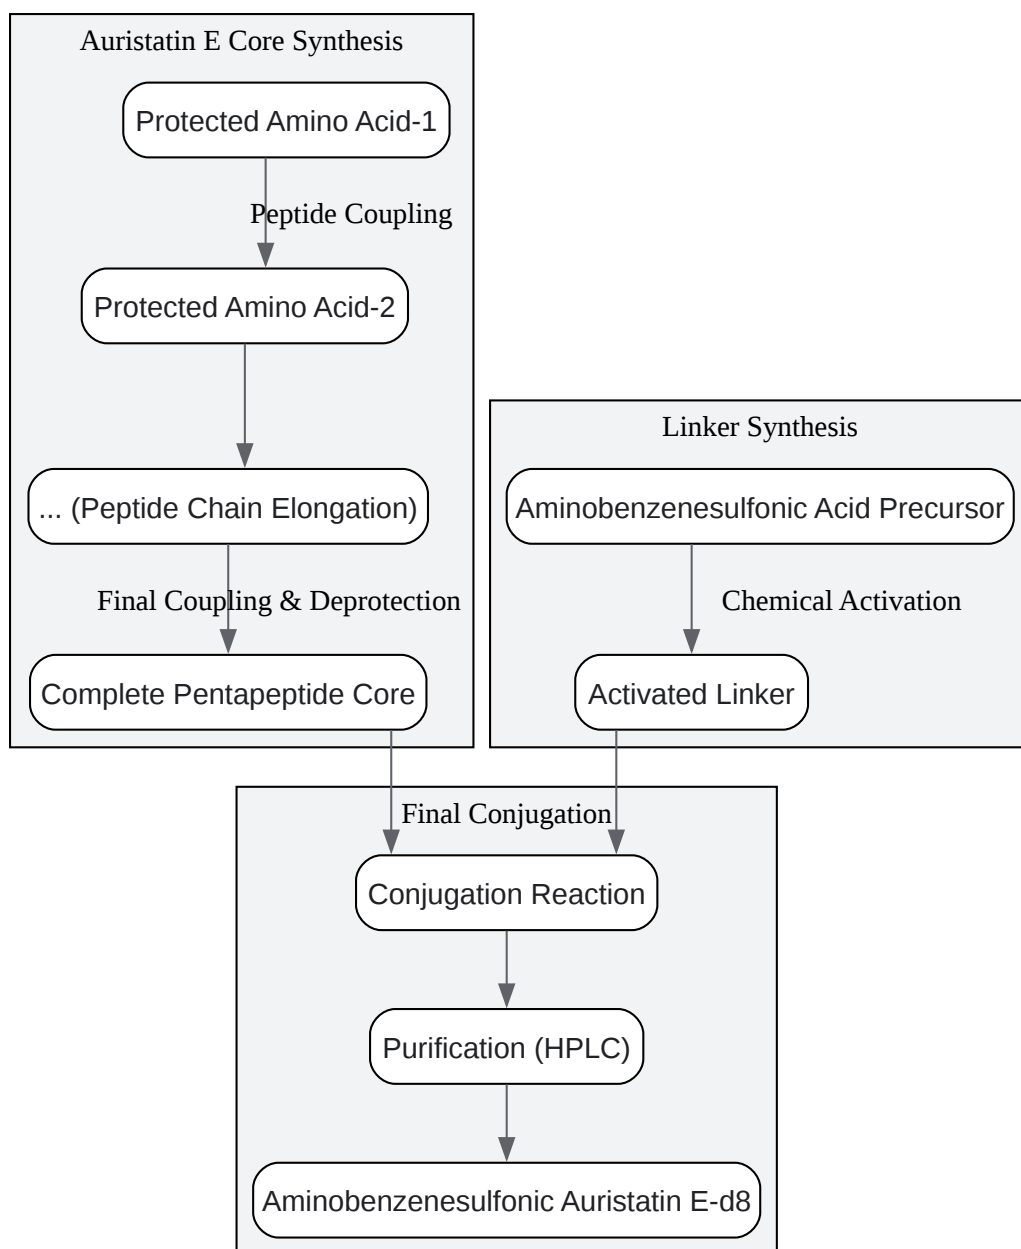 Auristatin E Core Synthesis
Protected Amino Acid-1
Peptide Coupling
Protected Amino Acid-2
... (Peptide Chain Elongation)
Final Coupling & Deprotection
Complete Pentapeptide Core
Linker Synthesis
Aminobenzenesulfonic Acid Precursor
Chemical Activation
Activated Linker
Final Conjugation
Conjugation Reaction
Purification (HPLC)
Aminobenzenesulfonic Auristatin E-d8